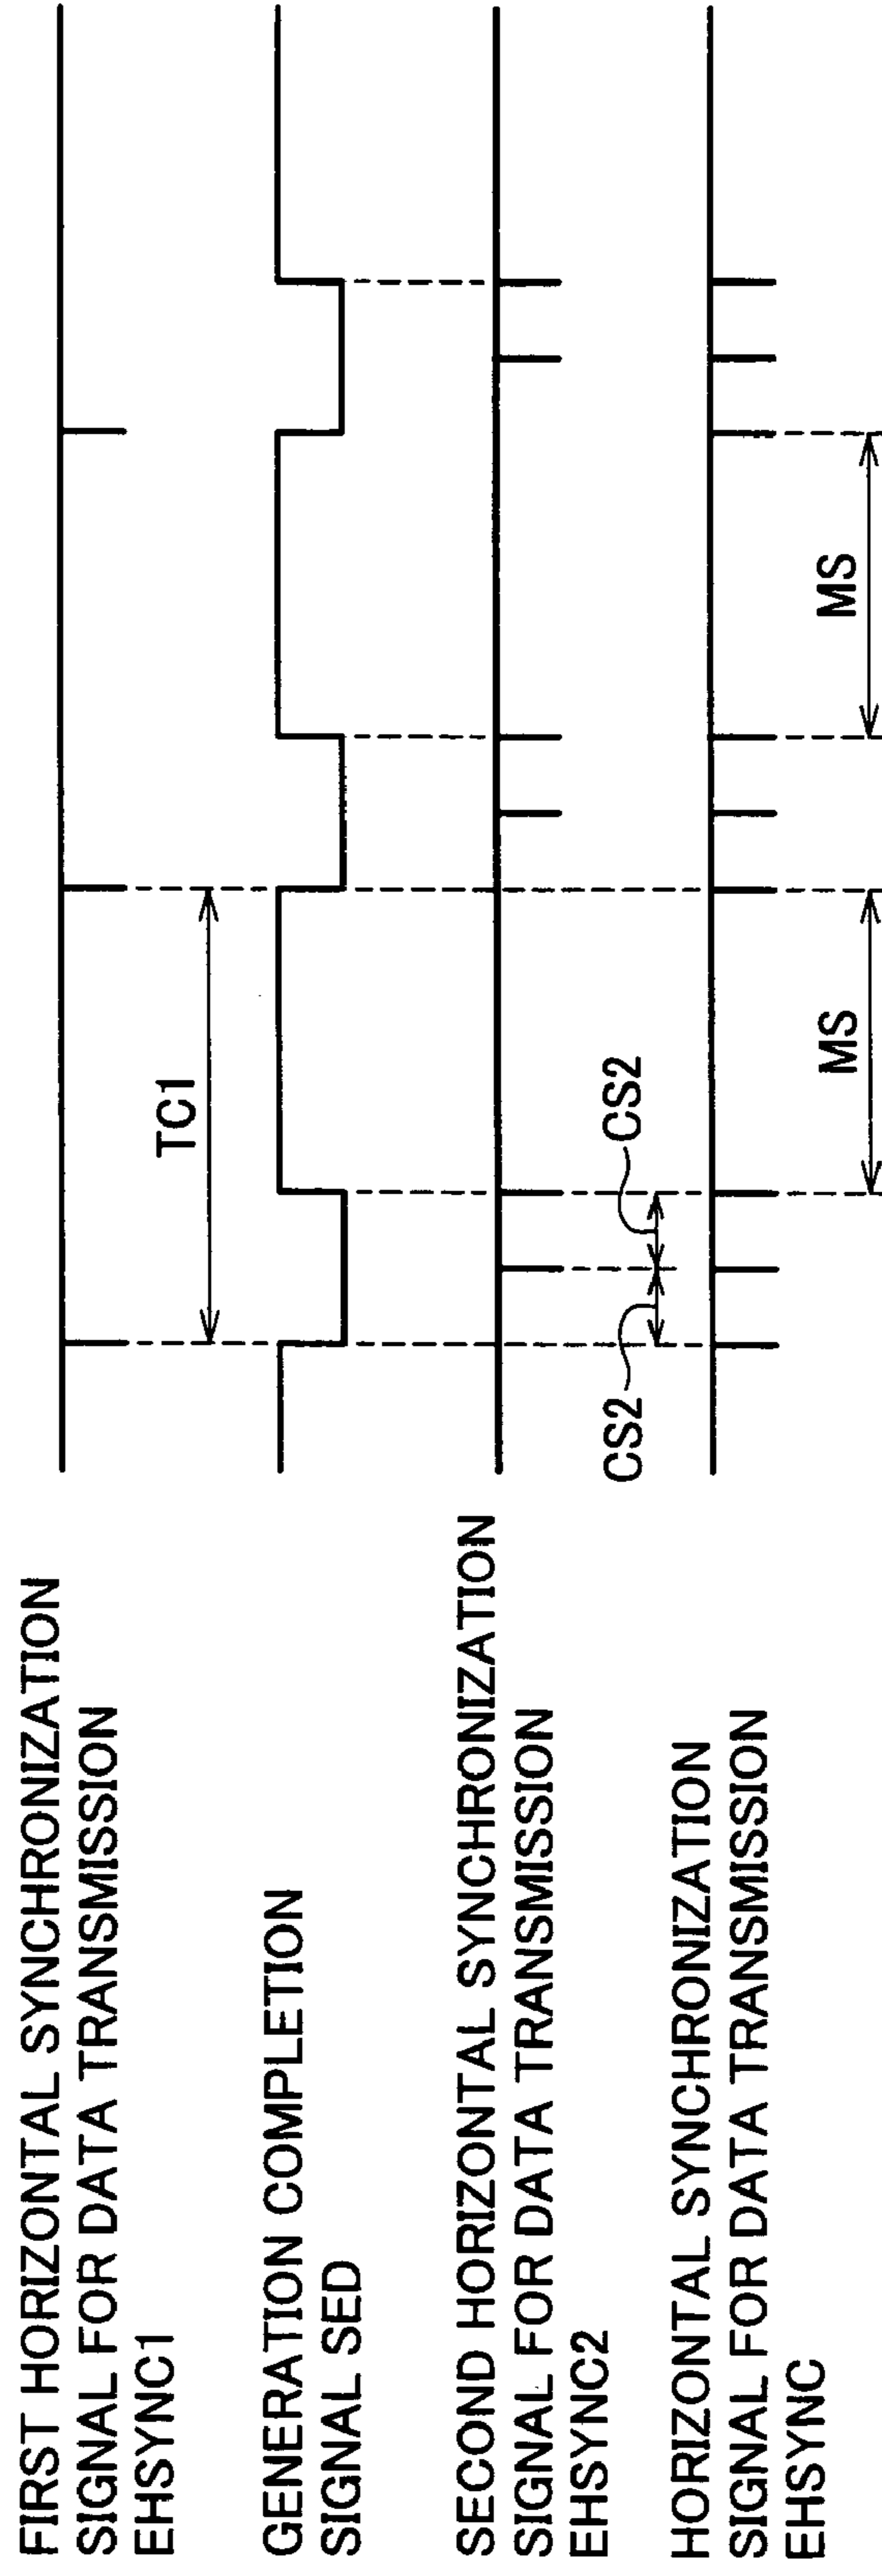 FIRST HORIZONTAL SYNCHRONIZATION
SIGNAL FOR DATA TRANSMISSION
EHSYNC1
TC1
GENERATION COMPLETION
SIGNAL SED
SECOND HORIZONTAL SYNCHRONIZATION
SIGNAL FOR DATA TRANSMISSION
EHSYNC2
CS2
CS2
HORIZONTAL SYNCHRONIZATION
SIGNAL FOR DATA TRANSMISSION
EHSYNC
MS
MS